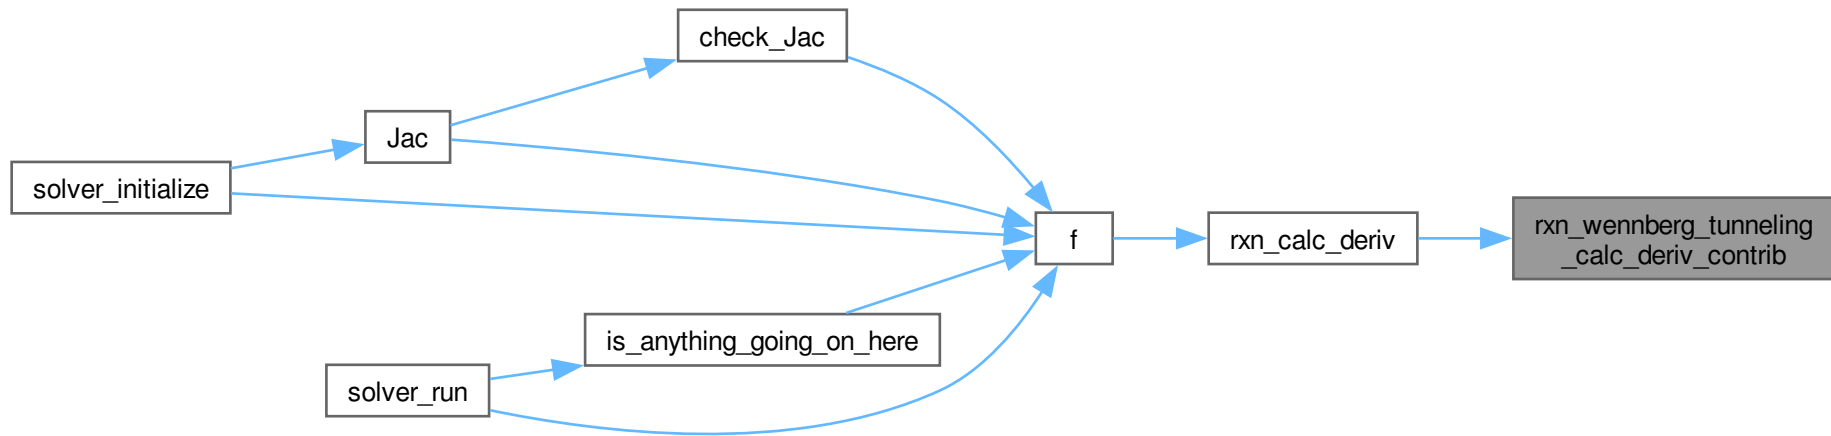 check_Jac
Jac
solver_initialize
f
rxn_calc_deriv
rxn_wennberg_tunneling
_calc_deriv_contrib
is_anything_going_on_here
solver_run